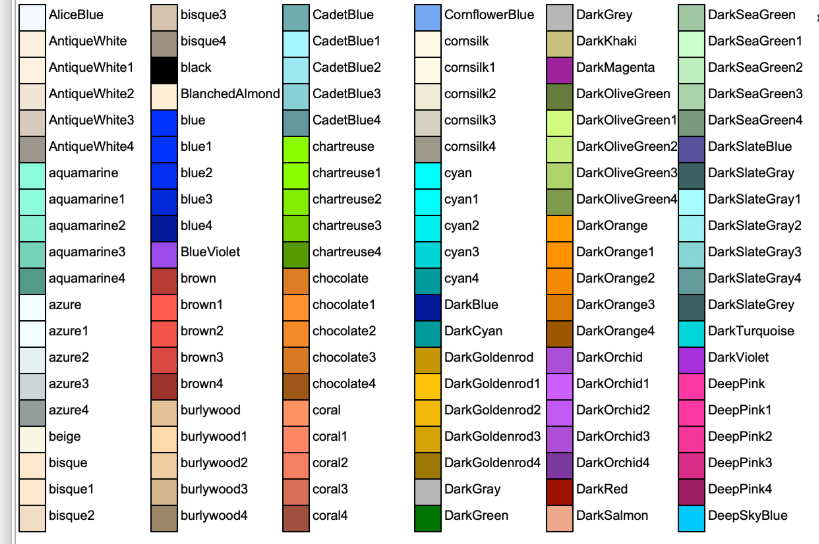 AliceBlue
AntiqueWhite
AntiqueWhite1
AntiqueWhite2
AntiqueWhite3
AntiqueWhite4
aquamarine
aquamarine1
aquamarine2
aquamarine3
aquamarine4
azure
azure1
azure2
azure3
azure4
beige
bisque
bisque1
bisque2
bisque3
bisque4
black
BlanchedAlmond
blue
blue1
blue2
blue3
blue4
BlueViolet
brown
brown1
brown2
brown3
brown4
burlywood
burlywood1
burlywood2
burlywood3
burlywood4
CadetBlue
CadetBlue1
CadetBlue2
CadetBlue3
CadetBlue4
chartreuse
chartreuse1
chartreuse2
chartreuse3
chartreuse4
chocolate
chocolate1
chocolate2
chocolate3
chocolate4
coral
coral1
coral2
coral3
coral4
CornflowerBlue
cornsilk
cornsilk1
cornsilk2
cornsilk3
cornsilk4
cyan
cyan1
cyan2
cyan3
cyan4
DarkBlue
DarkCyan
DarkGoldenrod
DarkGoldenrod1
DarkGoldenrod2
DarkGoldenrod3
DarkGoldenrod4
DarkGray
DarkGreen
DarkGrey
DarkKhaki
DarkMagenta
DarkOliveGreen
DarkOliveGreen1
DarkOliveGreen2
DarkOliveGreen3
DarkOliveGreen4
DarkOrange
DarkOrange1
DarkOrange2
DarkOrange3
DarkOrange4
DarkOrchid
DarkOrchid1
DarkOrchid2
DarkOrchid3
DarkOrchid4
DarkRed
DarkSalmon
DarkSeaGreen
DarkSeaGreen1
DarkSeaGreen2
DarkSeaGreen3
DarkSeaGreen4
DarkSlateBlue
DarkSlateGray
DarkSlateGray1
DarkSlateGray2
DarkSlateGray3
DarkSlateGray4
DarkSlateGrey
DarkTurquoise
DarkViolet
DeepPink
DeepPink1
DeepPink2
DeepPink3
DeepPink4
DeepSkyBlue